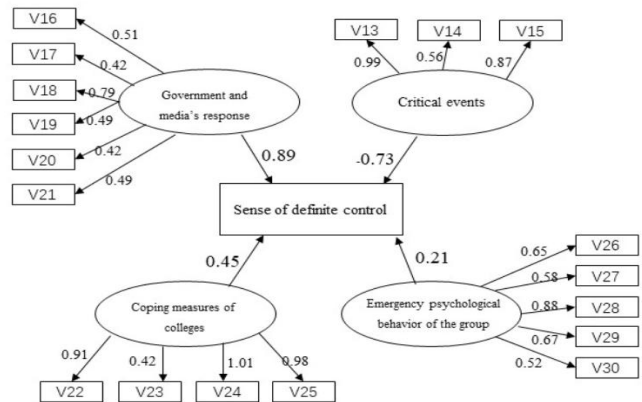 V16
0.51
V17
0.42
V18
0.79
V19
0.49
V20
0.42
V21
0.49
Government and
media's response
0.89
V13
V14
V15
0.99
0.56
0.87
Critical events
-0.73
Sense of definite control
0.45
0.21
Coping measures of
colleges
0.91
0.42
1.01
0.98
V22
V23
V24
V25
Emergency psychological
behavior of the group
0.65
V26
0.58
V27
0.88
V28
0.67
V29
0.52
V30